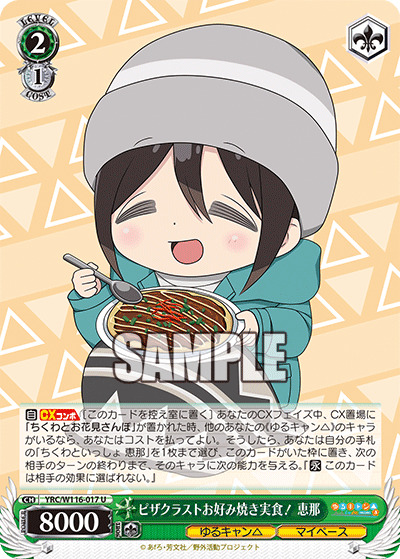 LEVEL
2
1
COST
SAMPLE
自 CXコンボ [このカードを控え室に置く] あなたのCXフェイズ中、CX置場に
「ちくわとお花見さんぽ」が置かれた時、他のあなたの《ゆるキャン△》のキャラ
がいるなら、あなたはコストを払ってよい。そうしたら、あなたは自分の手札
の「ちくわといっしょ 恵那」を1枚まで選び、このカードがいた枠に置き、次
の相手のターンの終わりまで、そのキャラに次の能力を与える。『永 このカード
は相手の効果に選ばれない。』
CH YRC/W116-017 U
ピザクラストお好み焼き実食! 恵那
POWER
8000
ゆるキャン△
マイペース
©あfろ・芳文社/野外活動プロジェクト